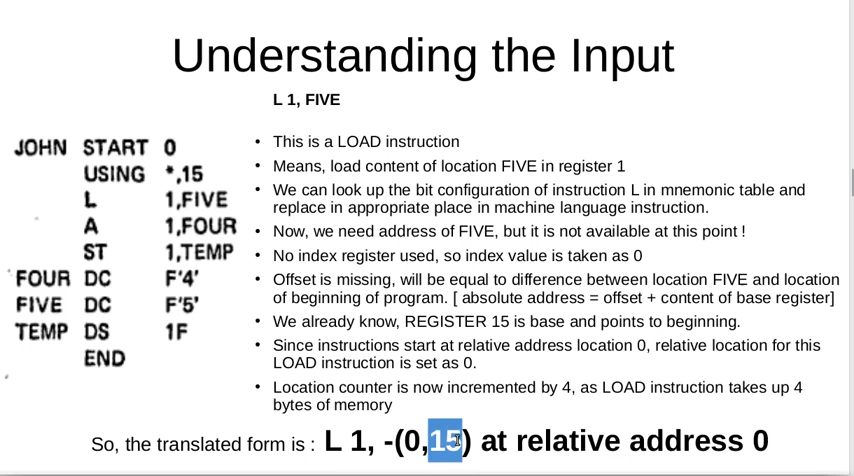 Understanding the Input
L 1, FIVE
JOHN START 0
USING *,15
L 1,FIVE
A 1,FOUR
ST 1,TEMP
FOUR DC F'4'
FIVE DC F'5'
TEMP DS 1F
END
• This is a LOAD instruction
• Means, load content of location FIVE in register 1
• We can look up the bit configuration of instruction L in mnemonic table and
replace in appropriate place in machine language instruction.
• Now, we need address of FIVE, but it is not available at this point !
• No index register used, so index value is taken as 0
• Offset is missing, will be equal to difference between location FIVE and location
of beginning of program. [ absolute address = offset + content of base register]
• We already know, REGISTER 15 is base and points to beginning.
• Since instructions start at relative address location 0, relative location for this
LOAD instruction is set as 0.
• Location counter is now incremented by 4, as LOAD instruction takes up 4
bytes of memory
So, the translated form is : L 1, -(0,15) at relative address 0